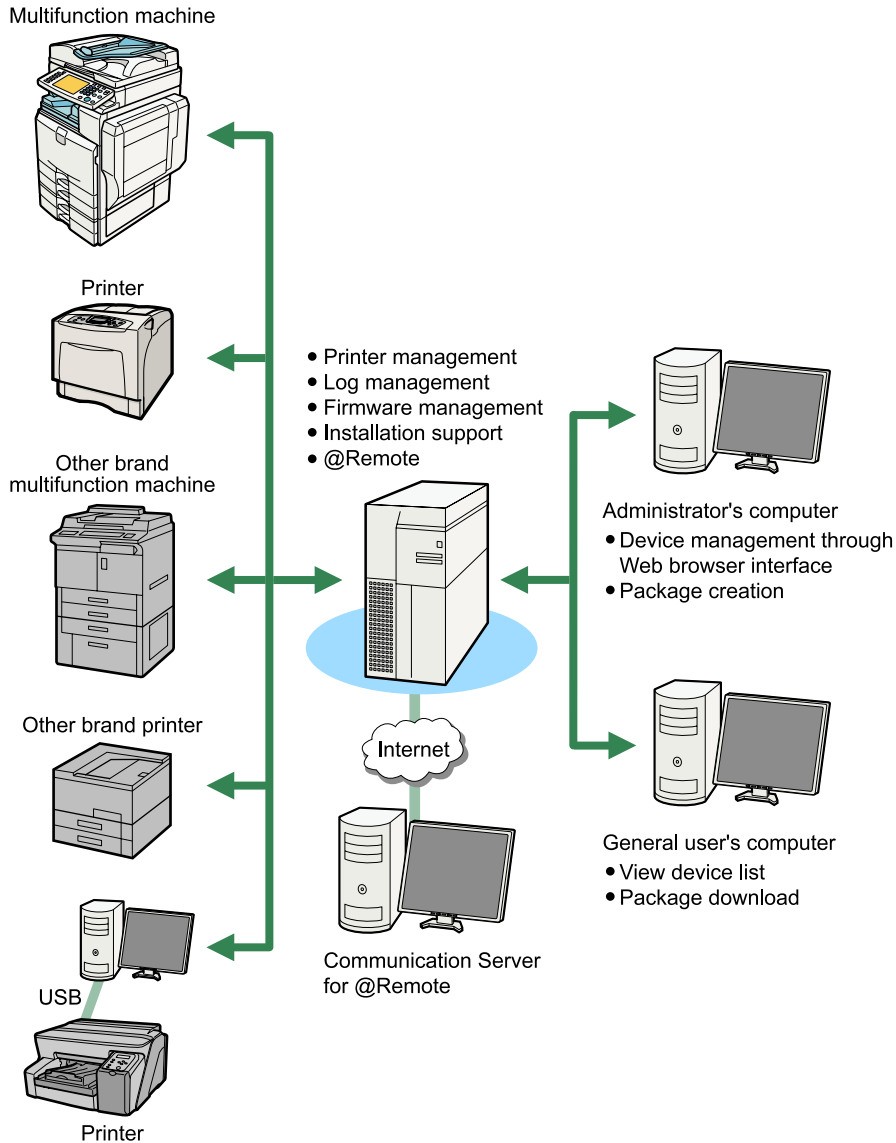 Multifunction machine
Printer
Other brand
multifunction machine
Other brand printer
USB
Printer
● Printer management
● Log management
● Firmware management
● Installation support
● @Remote
Internet
Communication Server
for @Remote
Administrator's computer
● Device management through
Web browser interface
● Package creation
General user's computer
● View device list
● Package download